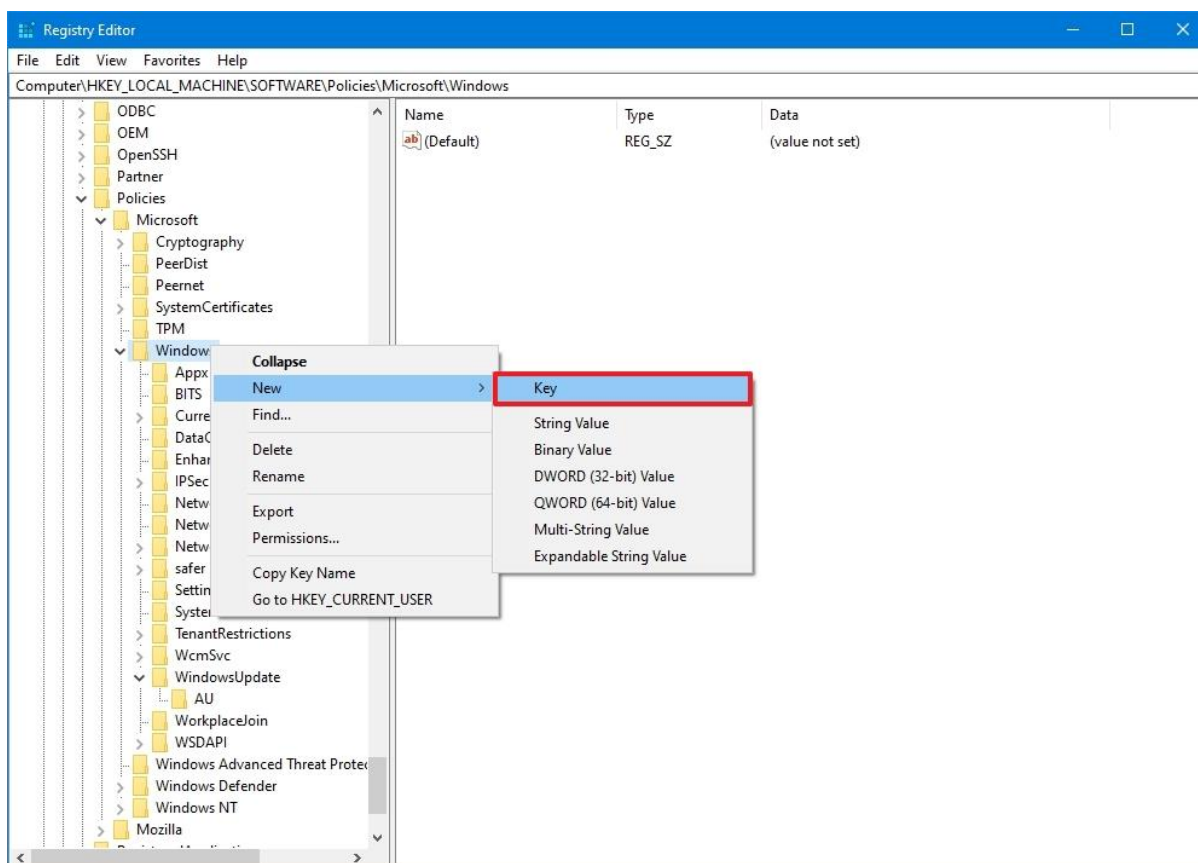 Registry Editor
File Edit View Favorites Help
Computer\HKEY_LOCAL_MACHINE\SOFTWARE\Policies\Microsoft\Windows
ODBC
OEM
OpenSSH
Partner
Policies
Microsoft
Cryptography
PeerDist
Peernet
SystemCertificates
TPM
Window
Appx
BITS
Curre
DataC
Enhar
IPSec
Netw
Netw
Netw
safer
Settin
System
TenantRestrictions
WcmSvc
WindowsUpdate
AU
WorkplaceJoin
WSDAPI
Windows Advanced Threat Protec
Windows Defender
Windows NT
Mozilla
Name Type Data
ab (Default) REG_SZ (value not set)
Collapse
New
Find...
Delete
Rename
Export
Permissions...
Copy Key Name
Go to HKEY_CURRENT_USER
Key
String Value
Binary Value
DWORD (32-bit) Value
QWORD (64-bit) Value
Multi-String Value
Expandable String Value